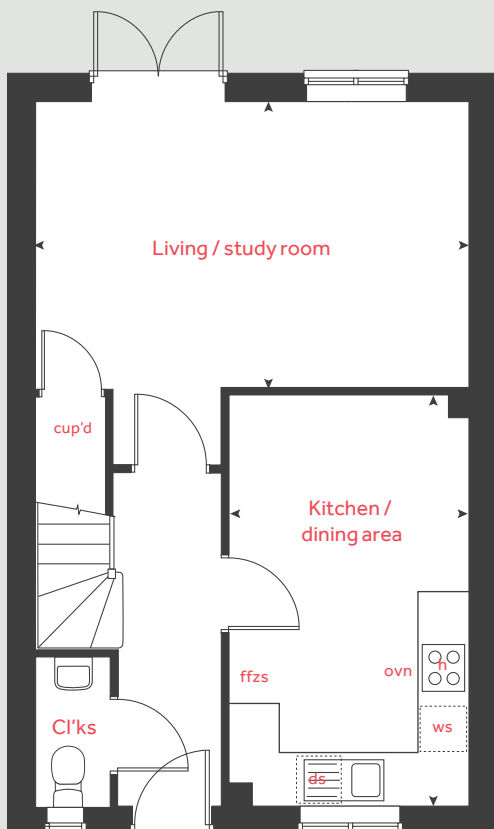 Living / study room
cup'd
Kitchen /
dining area
ffzs
ovn
h
ws
Cl'ks
ds